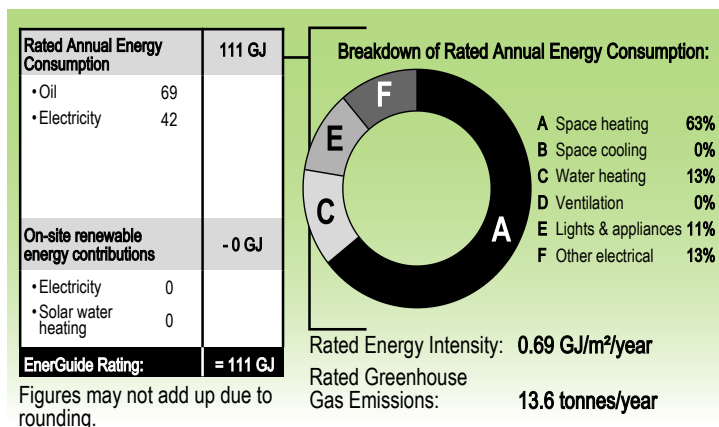 Rated Annual Energy Consumption 111 GJ
• Oil 69
• Electricity 42
On-site renewable energy contributions - 0 GJ
• Electricity 0
• Solar water heating 0
EnerGuide Rating: = 111 GJ
Figures may not add up due to
rounding.
Breakdown of Rated Annual Energy Consumption:
F
E
C
A
A Space heating 63%
B Space cooling 0%
C Water heating 13%
D Ventilation 0%
E Lights & appliances 11%
F Other electrical 13%
Rated Energy Intensity: 0.69 GJ/m²/year
Rated Greenhouse
Gas Emissions: 13.6 tonnes/year